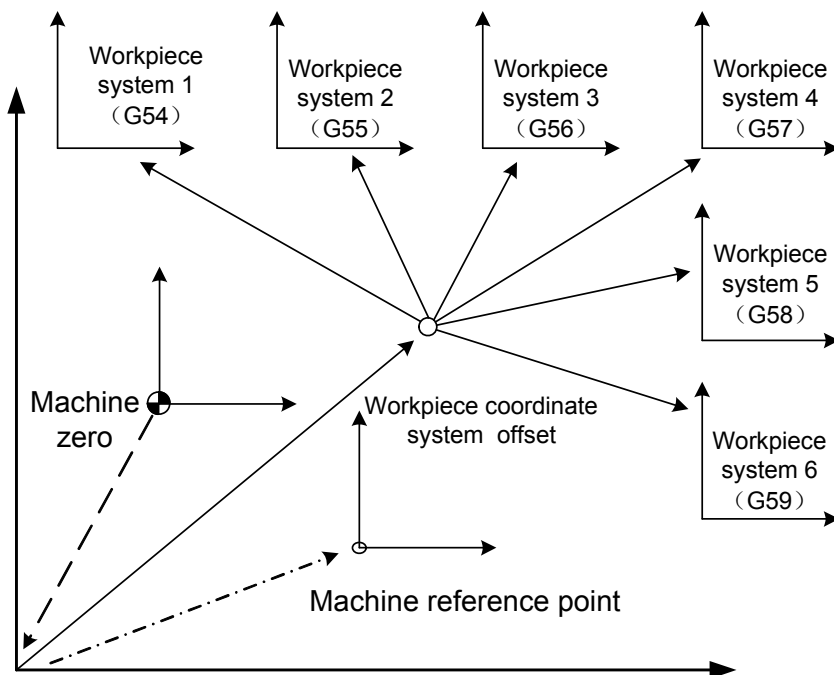 Workpiece
system 1
（G54）
Workpiece
system 2
（G55）
Workpiece
system 3
（G56）
Workpiece
system 4
（G57）
Workpiece
system 5
（G58）
Machine
zero
Workpiece coordinate
system offset
Workpiece
system 6
（G59）
Machine reference point